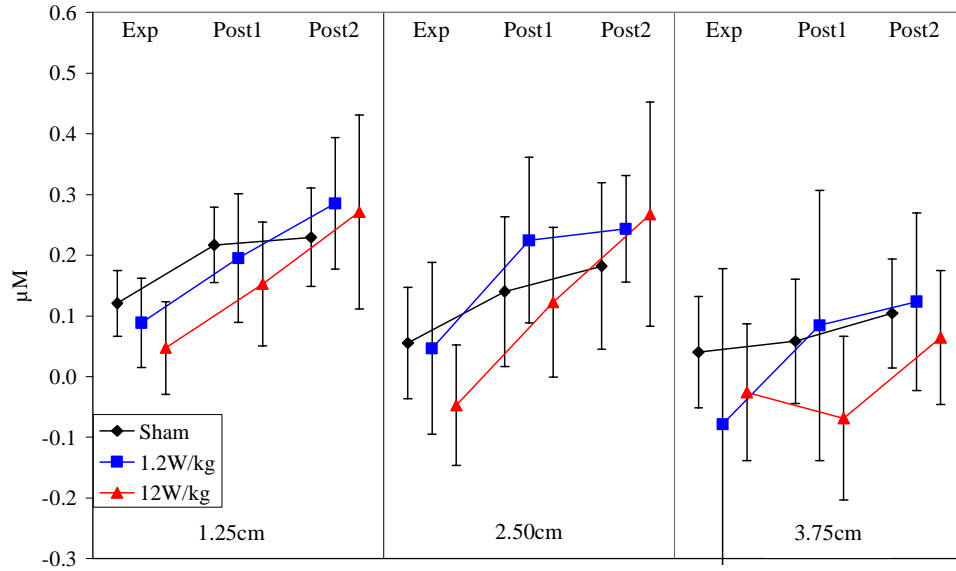 0.6
Exp Post1 Post2 Exp Post1 Post2 Exp Post1 Post2
0.5
0.4
0.3
0.2
µM
0.1
0.0
-0.1
-0.2
-0.3
Sham
1.2W/kg
12W/kg
1.25cm 2.50cm 3.75cm